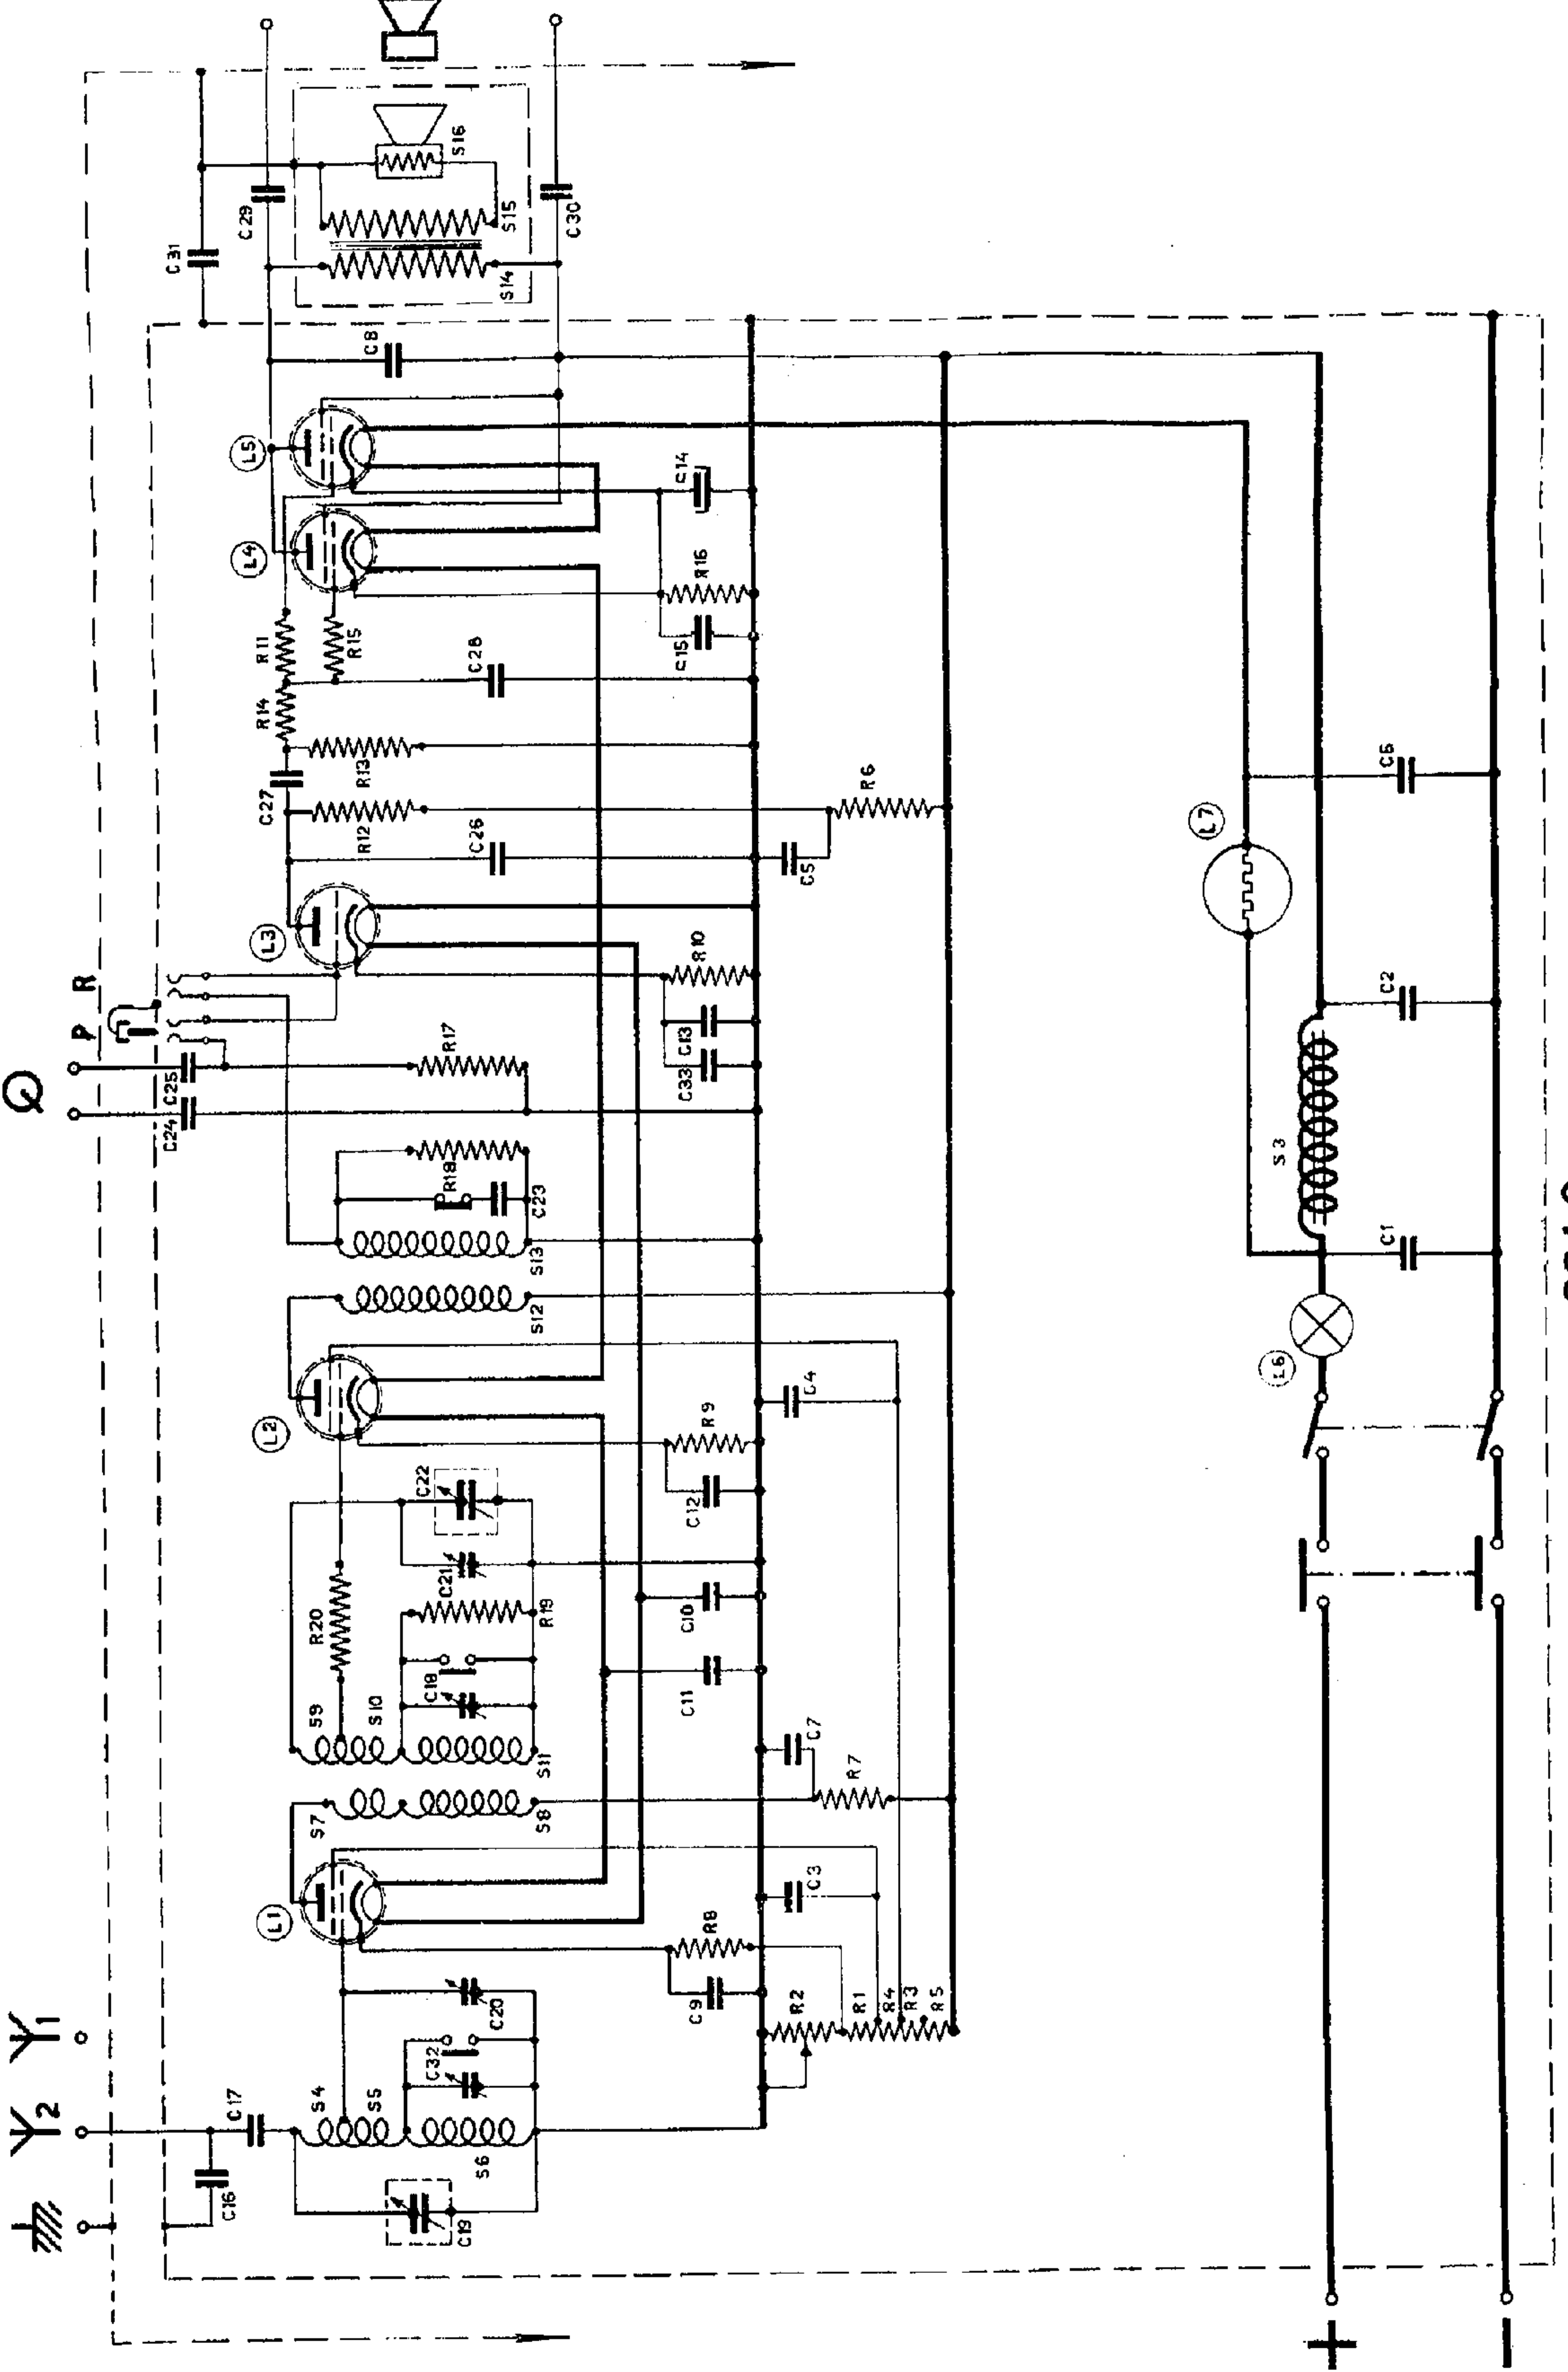 Y2
Y1
Q
P
R
C16
C17
C24
C25
C31
C29
L1
L2
L3
L4
L5
S4
S5
S6
C19
C32
C20
S7
S8
S9
S10
S11
R20
C18
R19
C21
C22
S12
S13
R18
C23
R17
C27
R12
R13
R14
R11
R15
C26
C28
C8
S14
S15
S16
C30
C9
R8
C11
C10
C12
R9
C33
C13
R10
C15
R16
C14
R2
R1
R4
R3
R5
C3
C7
R7
C4
C5
R6
L6
S3
L7
C1
C2
C6
+
−